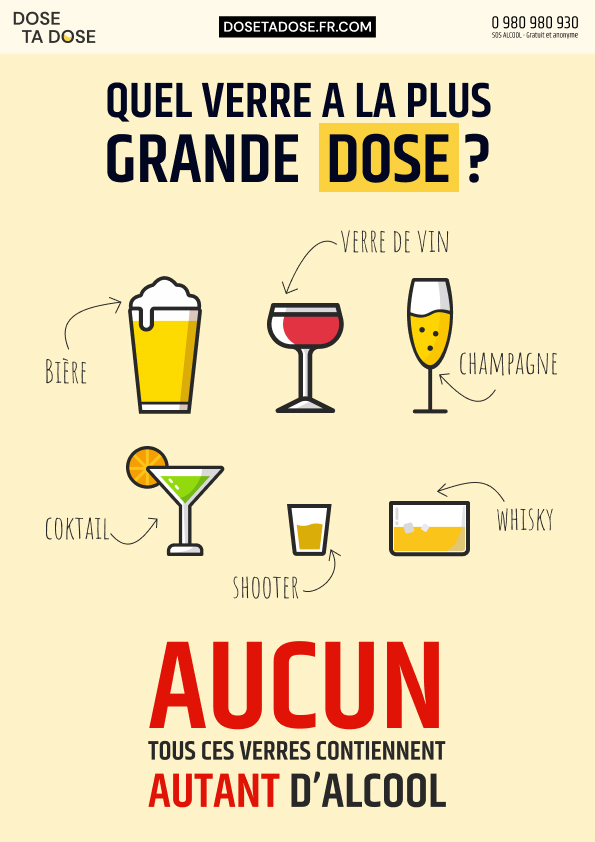 DOSE
TA DOSE
DOSETADOSE.FR.COM
0 980 980 930
SOS ALCOOL - Gratuit et anonyme
QUEL VERRE A LA PLUS
GRANDE DOSE ?
VERRE DE VIN
BIÈRE
CHAMPAGNE
COKTAIL
WHISKY
SHOOTER
AUCUN
TOUS CES VERRES CONTIENNENT
AUTANT D'ALCOOL